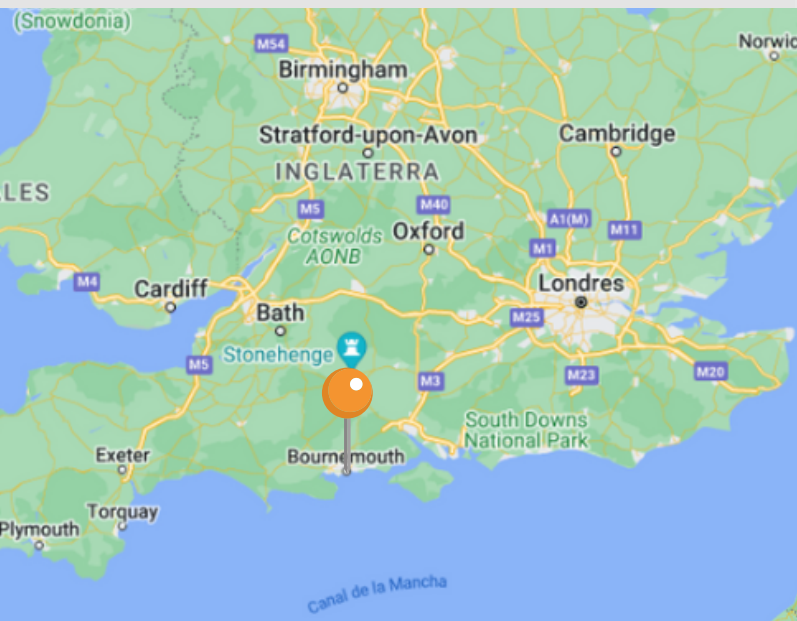 (Snowdonia)
M54
Norwic
Birmingham
Stratford-upon-Avon
Cambridge
INGLATERRA
LES
M5
M40
A1(M)
M11
Cotswolds
AONB
Oxford
M1
M4
Cardiff
Londres
Bath
M25
Stonehenge
M5
M3
M23
M20
South Downs
National Park
Exeter
Bournemouth
Torquay
Plymouth
Canal de la Mancha